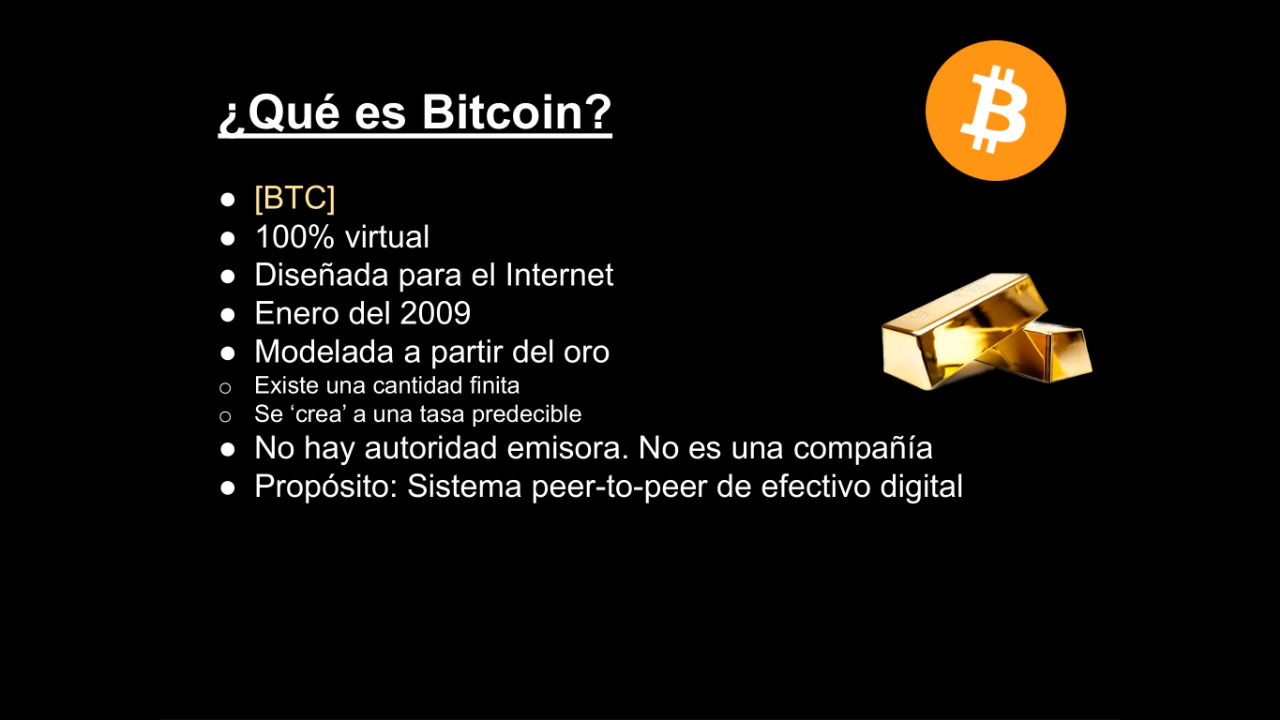 ¿Qué es Bitcoin?
● [BTC]
● 100% virtual
● Diseñada para el Internet
● Enero del 2009
● Modelada a partir del oro
○ Existe una cantidad finita
○ Se ‘crea’ a una tasa predecible
● No hay autoridad emisora. No es una compañía
● Propósito: Sistema peer-to-peer de efectivo digital